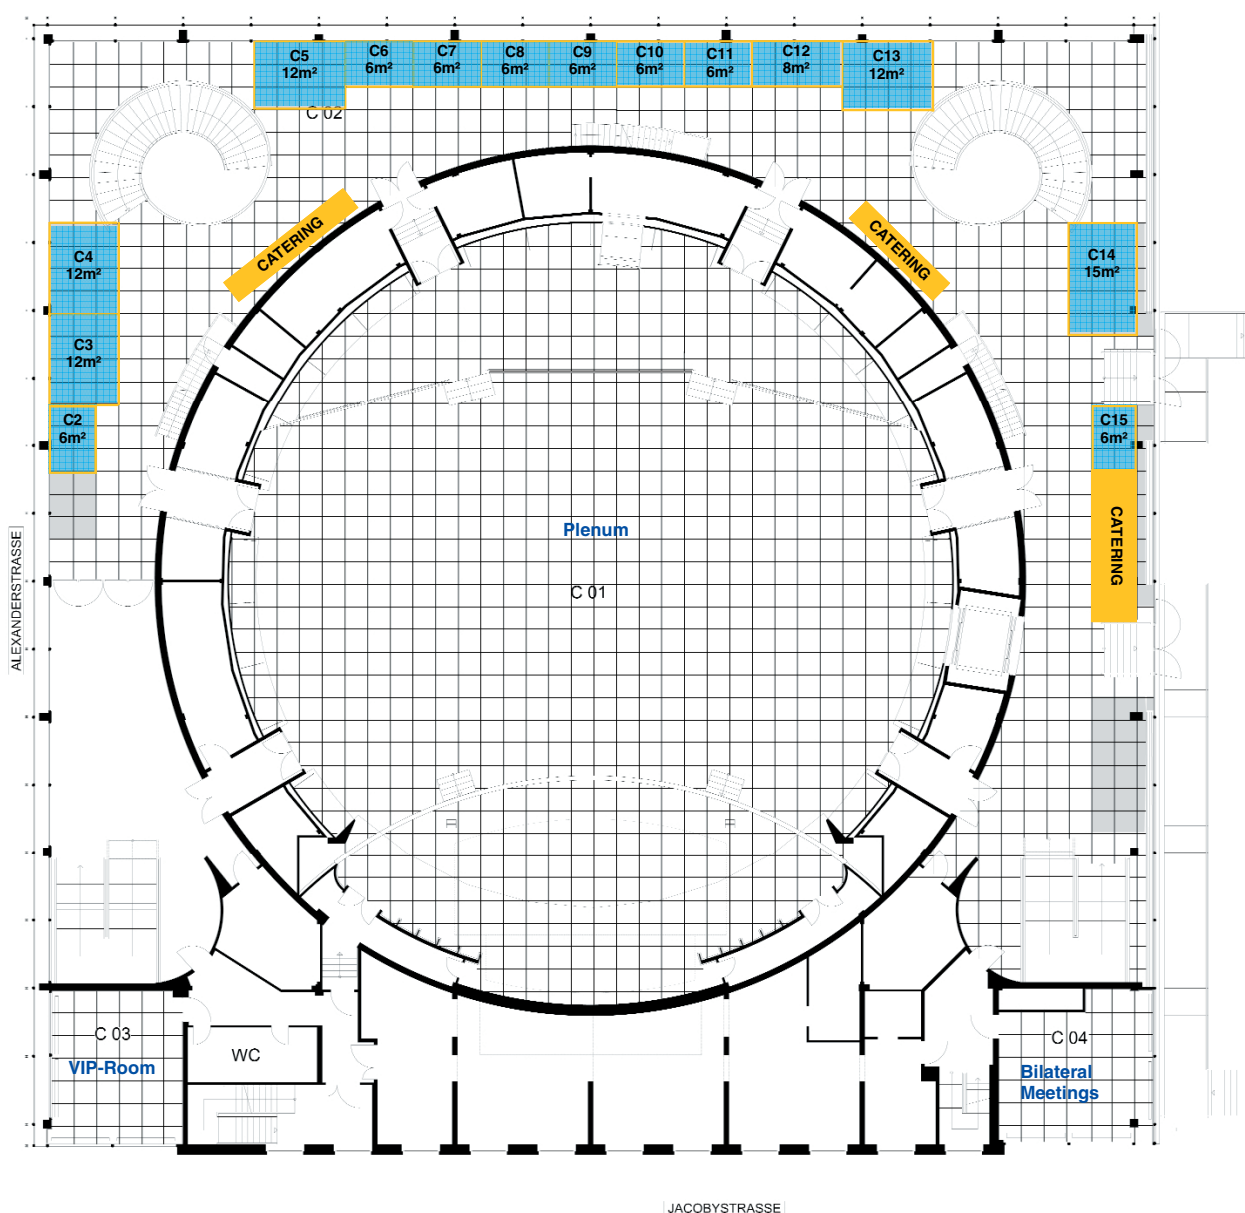 C5
12m²
C6
6m²
C7
6m²
C8
6m²
C9
6m²
C10
6m²
C11
6m²
C12
8m²
C13
12m²
C 02
CATERING
CATERING
C4
12m²
C3
12m²
C2
6m²
C14
15m²
C15
6m²
CATERING
Plenum
C 01
ALEXANDERSTRASSE
C 03
VIP-Room
WC
C 04
Bilateral
Meetings
JACOBYSTRASSE